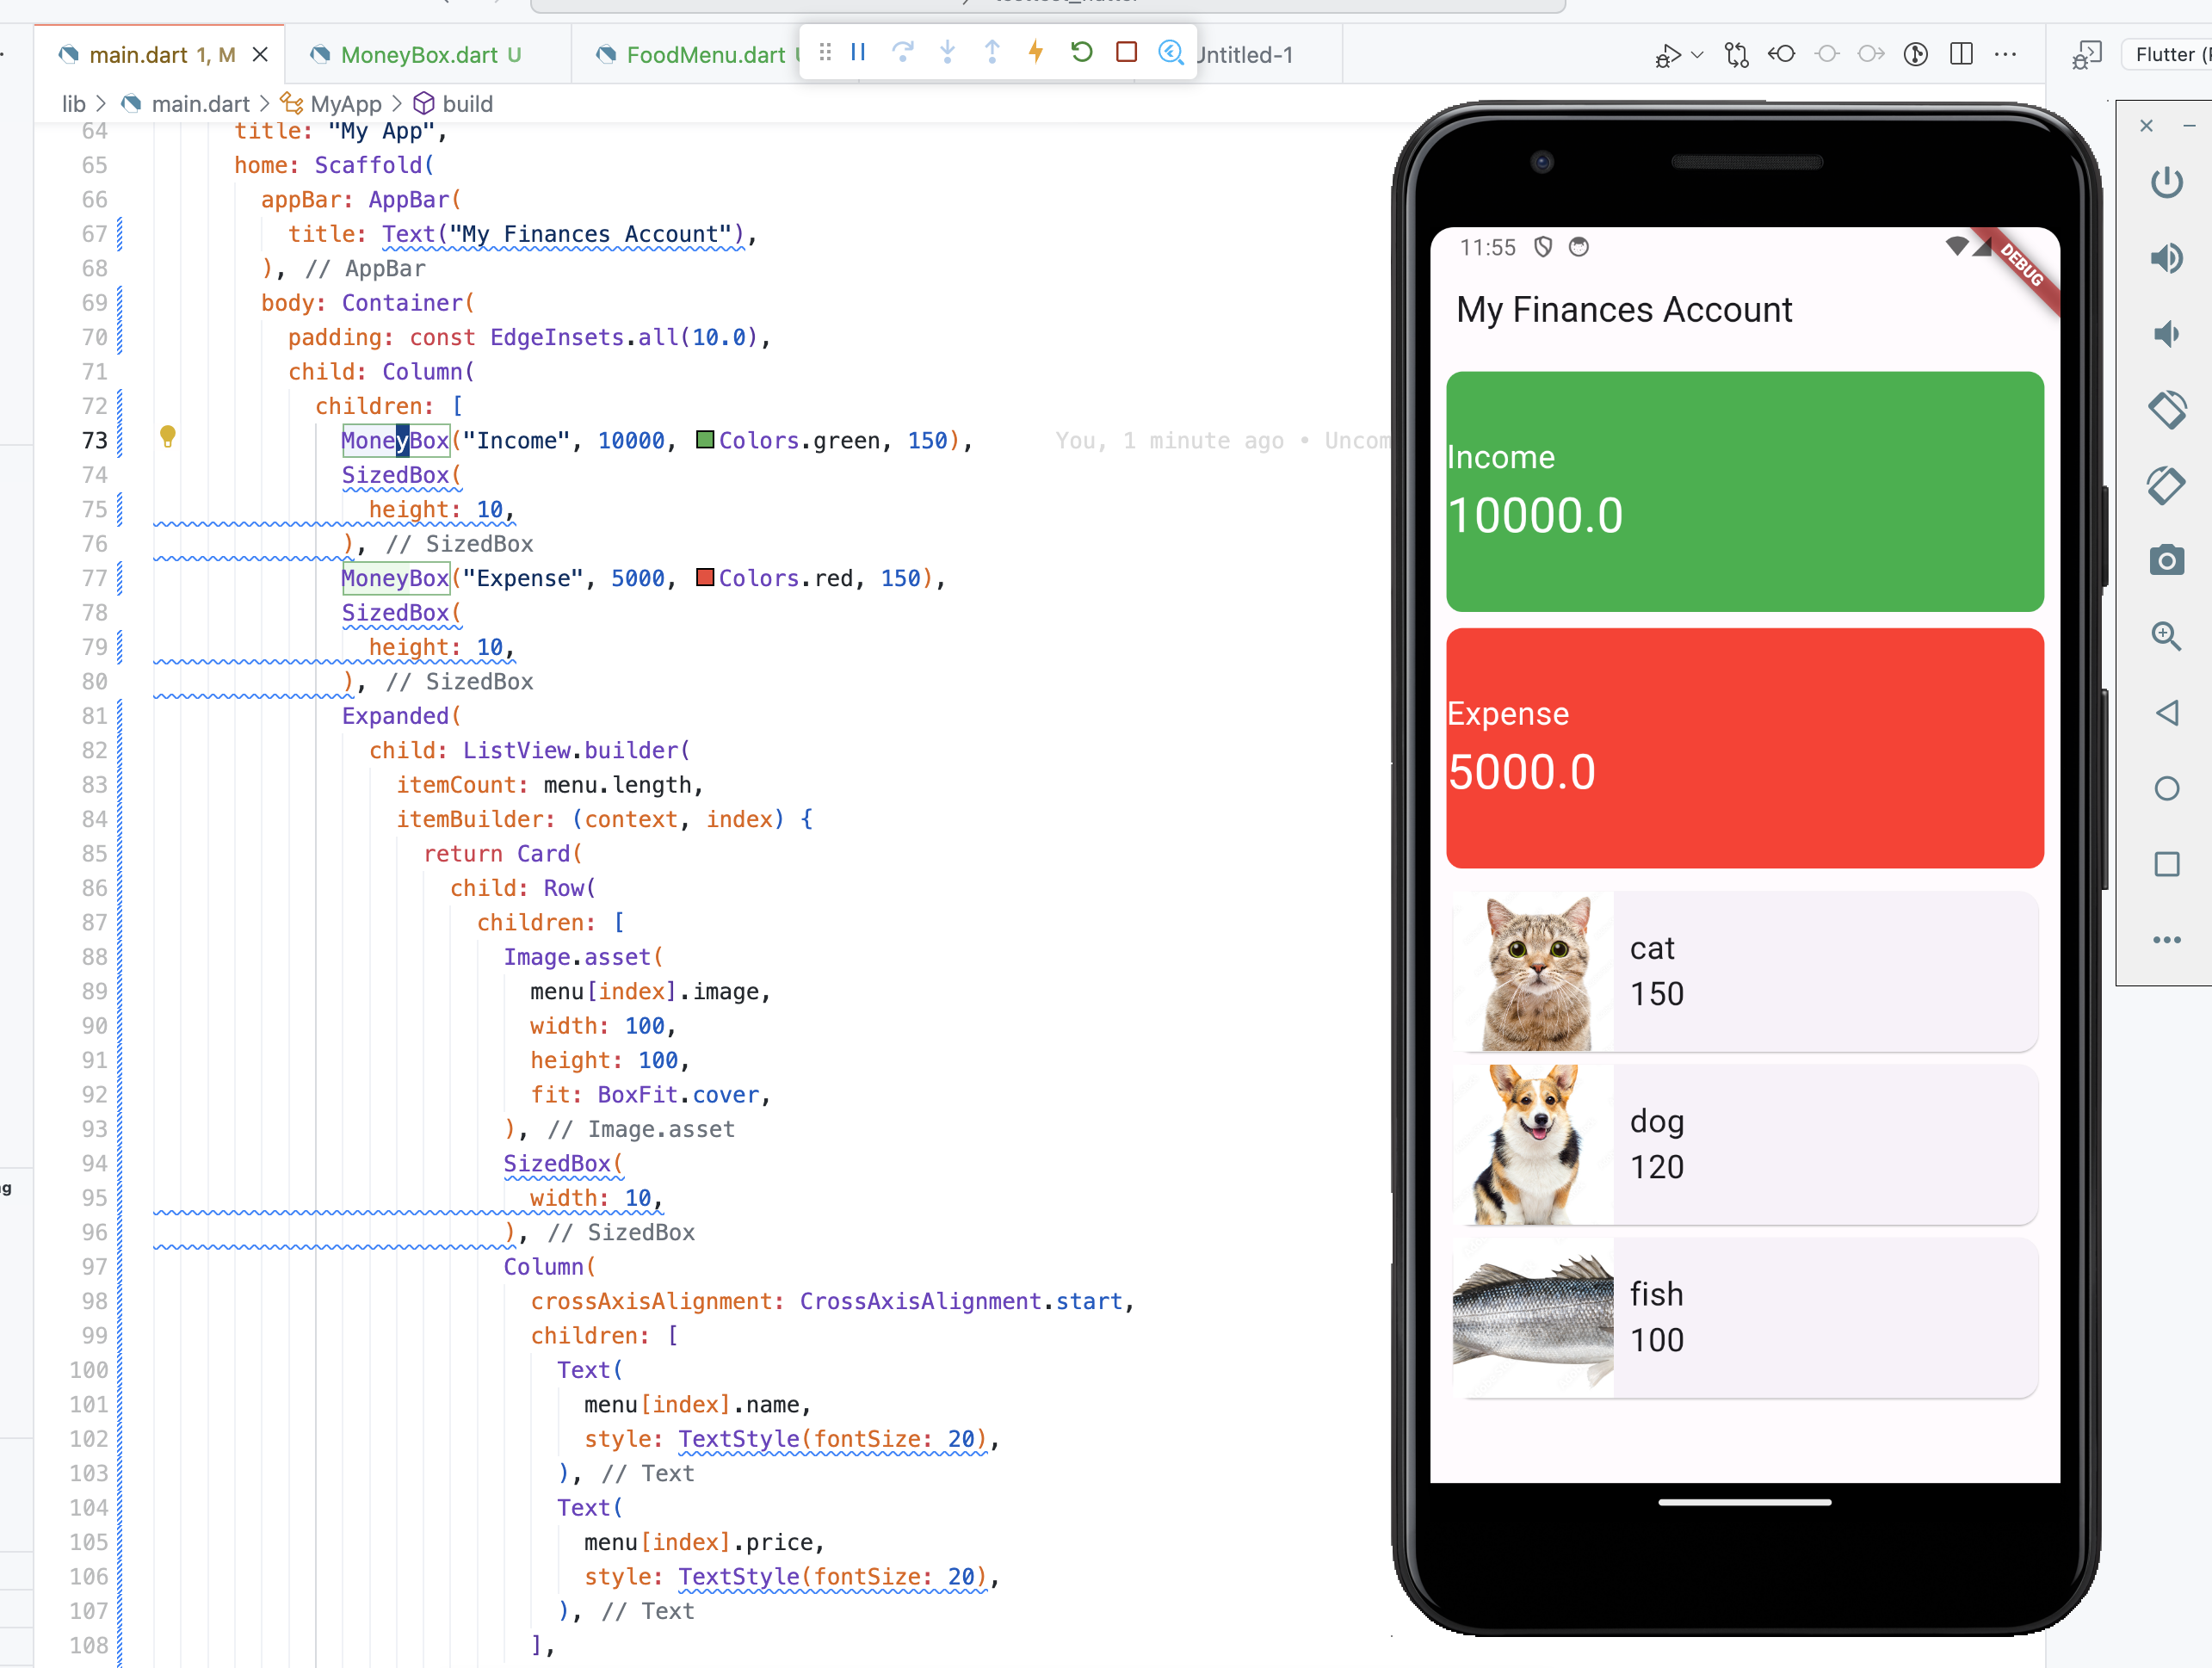 main.dart 1, M
MoneyBox.dart U
FoodMenu.dart
Untitled-1
Flutter
lib > main.dart > MyApp > build
64 title: "My App",
65 home: Scaffold(
66 appBar: AppBar(
67 title: Text("My Finances Account"),
68 ), // AppBar
69 body: Container(
70 padding: const EdgeInsets.all(10.0),
71 child: Column(
72 children: [
73 MoneyBox("Income", 10000, Colors.green, 150), You, 1 minute ago • Uncom
74 SizedBox(
75 height: 10,
76 ), // SizedBox
77 MoneyBox("Expense", 5000, Colors.red, 150),
78 SizedBox(
79 height: 10,
80 ), // SizedBox
81 Expanded(
82 child: ListView.builder(
83 itemCount: menu.length,
84 itemBuilder: (context, index) {
85 return Card(
86 child: Row(
87 children: [
88 Image.asset(
89 menu[index].image,
90 width: 100,
91 height: 100,
92 fit: BoxFit.cover,
93 ), // Image.asset
94 SizedBox(
95 width: 10,
96 ), // SizedBox
97 Column(
98 crossAxisAlignment: CrossAxisAlignment.start,
99 children: [
100 Text(
101 menu[index].name,
102 style: TextStyle(fontSize: 20),
103 ), // Text
104 Text(
105 menu[index].price,
106 style: TextStyle(fontSize: 20),
107 ), // Text
108 ],
11:55
DEBUG
My Finances Account
Income
10000.0
Expense
5000.0
cat
150
dog
120
fish
100